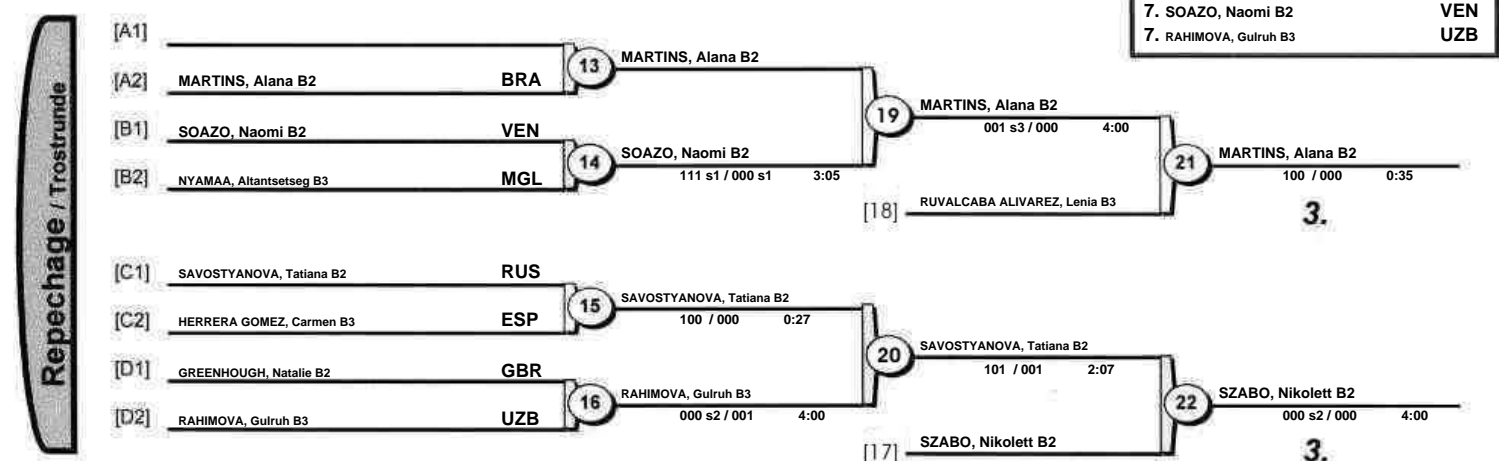 7. SOAZO, Naomi B2 VEN
7. RAHIMOVA, Gulruh B3 UZB
Repechage / Trostrunde
[A1]
[A2] MARTINS, Alana B2 BRA
13 MARTINS, Alana B2
[B1] SOAZO, Naomi B2 VEN
[B2] NYAMAA, Altantsetseg B3 MGL
14 SOAZO, Naomi B2
111 s1 / 000 s1 3:05
19 MARTINS, Alana B2
001 s3 / 000 4:00
[18] RUVALCABA ALIVAREZ, Lenia B3
21 MARTINS, Alana B2
100 / 000 0:35
3.
[C1] SAVOSTYANOVA, Tatiana B2 RUS
[C2] HERRERA GOMEZ, Carmen B3 ESP
15 SAVOSTYANOVA, Tatiana B2
100 / 000 0:27
[D1] GREENHOUGH, Natalie B2 GBR
[D2] RAHIMOVA, Gulruh B3 UZB
16 RAHIMOVA, Gulruh B3
000 s2 / 001 4:00
20 SAVOSTYANOVA, Tatiana B2
101 / 001 2:07
[17] SZABO, Nikolett B2
22 SZABO, Nikolett B2
000 s2 / 000 4:00
3.